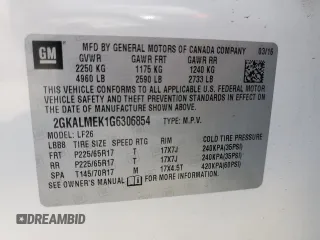 GM
MFD BY GENERAL MOTORS OF CANADA COMPANY 03/16
GVWR GAWR FRT GAWR RR
2250 KG 1175 KG 1240 KG
4960 LB 2590 LB 2733 LB
THIS VEHICLE CONFORMS TO ALL APPLICABLE U.S. FEDERAL MOTOR
VEHICLE SAFETY, BUMPER, AND THEFT PREVENTION STANDARDS
IN EFFECT ON THE DATE OF MANUFACTURE SHOWN ABOVE.
2GKALMEK1G6306854 TYPE: M.P.V.
MODEL: LF26
LBB8 TIRE SIZE SPEED RTG RIM COLD TIRE PRESSURE
FRT P225/65R17 T 17X7J 240KPA(35PSI)
RR P225/65R17 T 17X7J 240KPA(35PSI)
SPA T145/70R17 M 17X4.5T 420KPA(60PSI)
SEE OWNER'S MANUAL FOR ADDITIONAL INFORMATION.